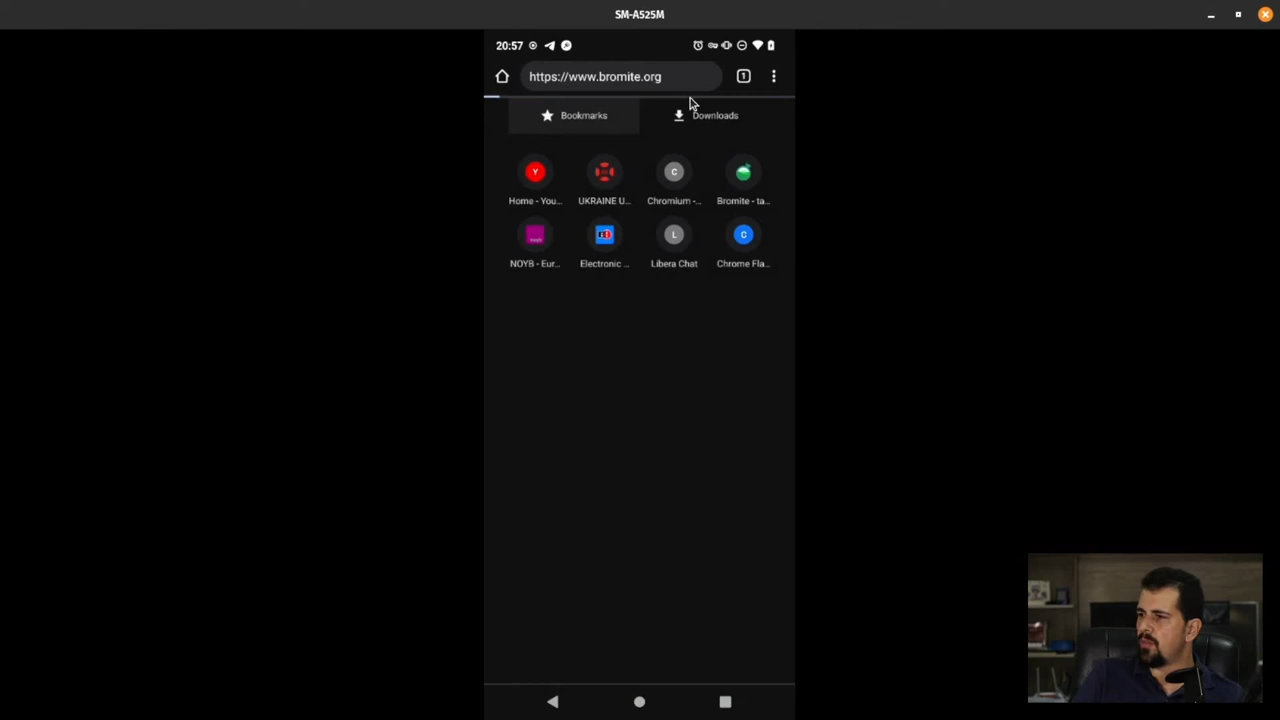 SM-A525M
20:57
https://www.bromite.org
1
Bookmarks
Downloads
Y
C
Home - You...
UKRAINE U...
Chromium -...
Bromite - ta...
noyb
L
C
NOYB - Eur...
Electronic ...
Libera Chat
Chrome Fla...